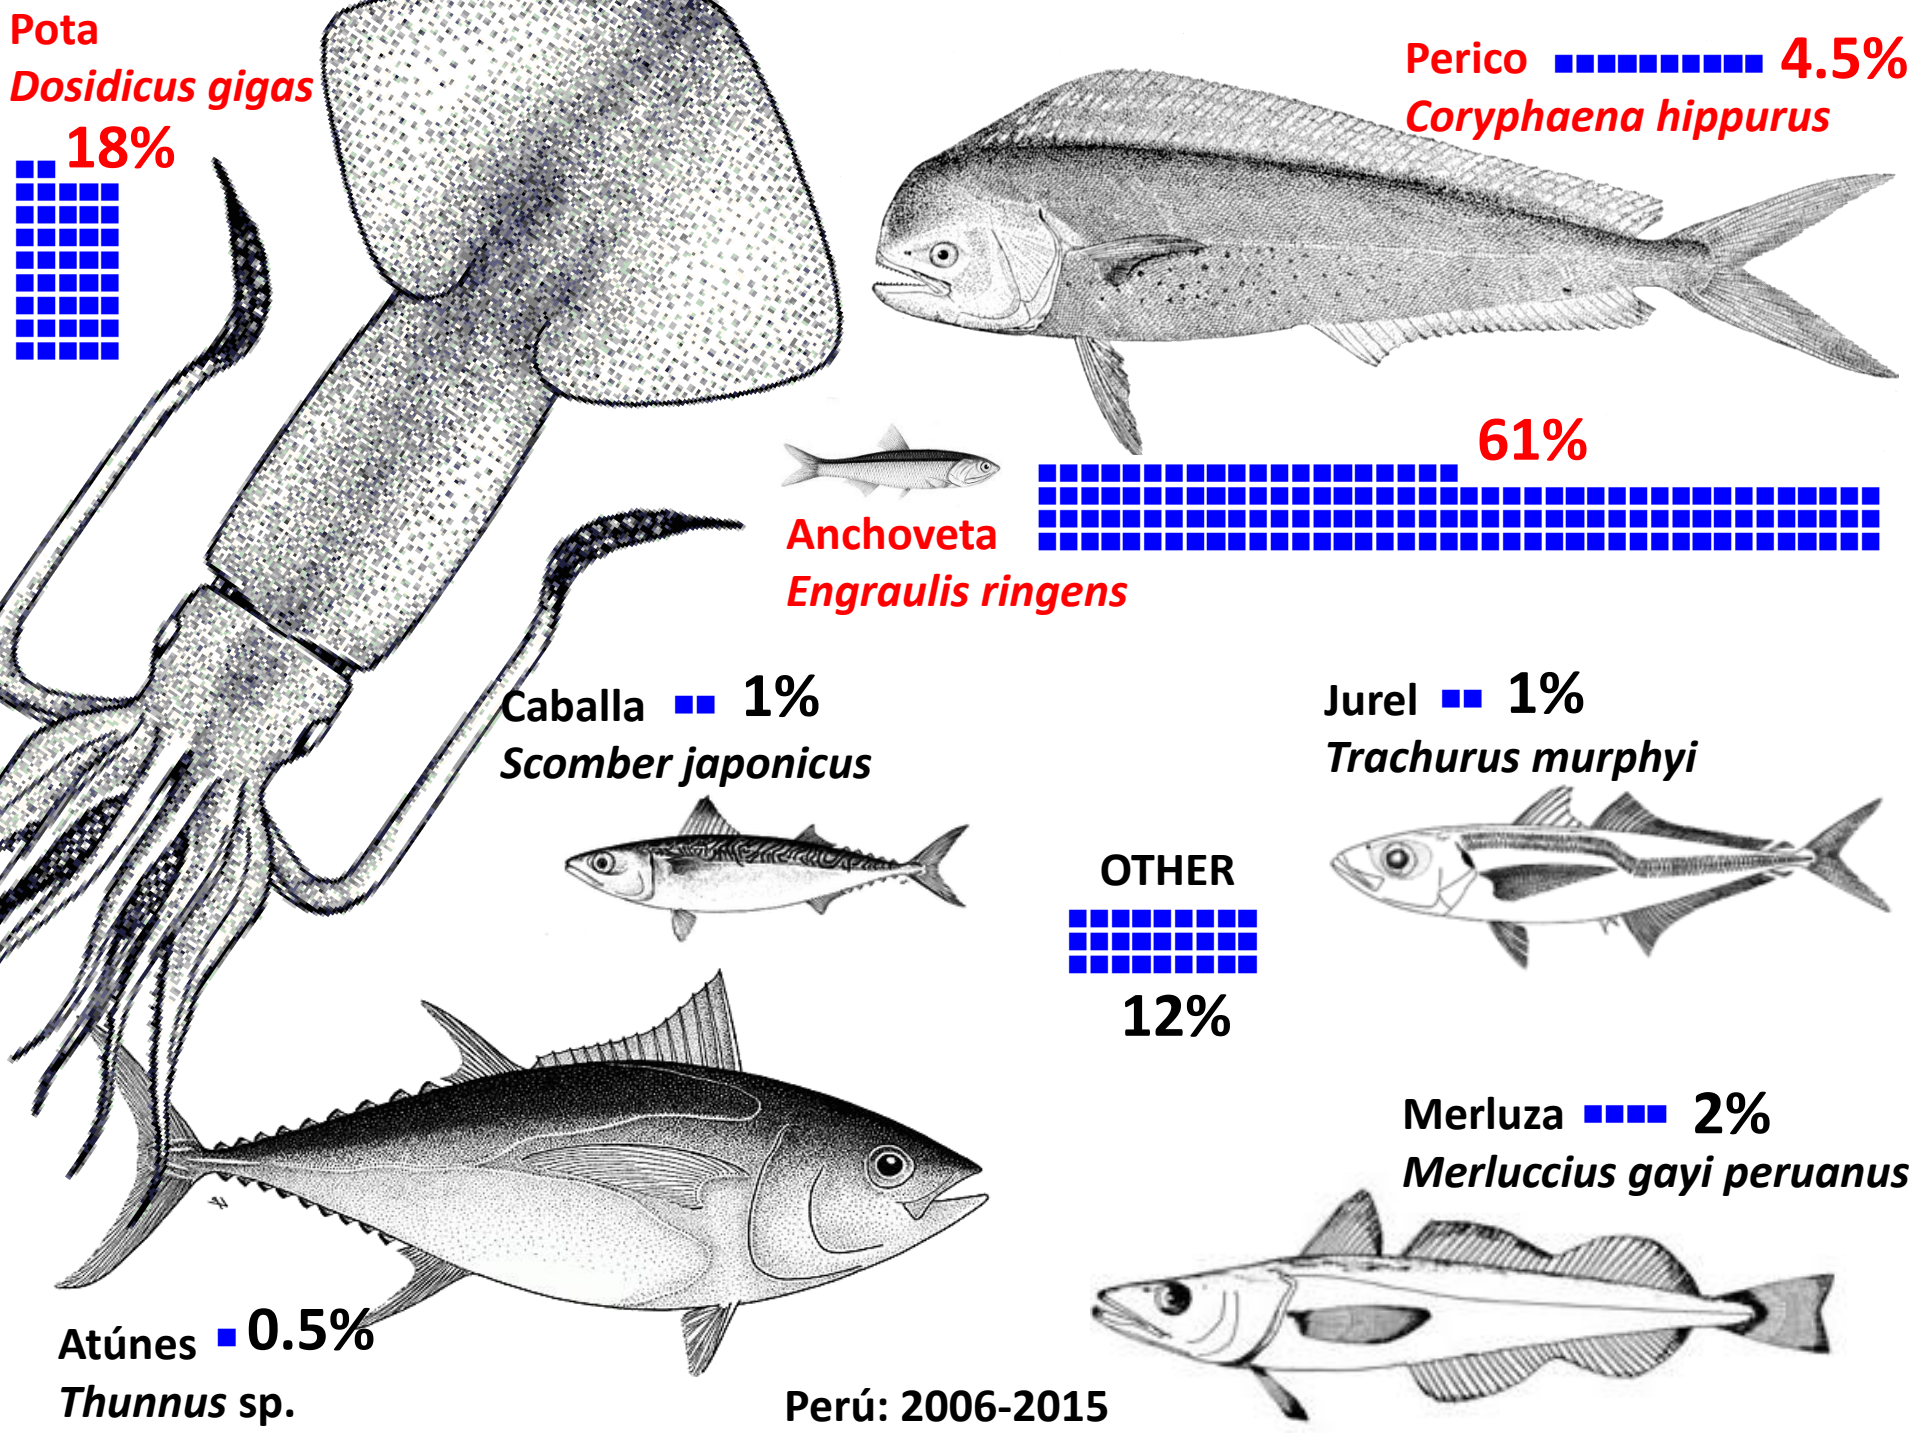 Pota
Dosidicus gigas
18%
Perico 4.5%
Coryphaena hippurus
61%
Anchoveta
Engraulis ringens
Caballa 1%
Scomber japonicus
Jurel 1%
Trachurus murphyi
OTHER
12%
Merluza 2%
Merluccius gayi peruanus
Atúnes 0.5%
Thunnus sp.
Perú: 2006-2015